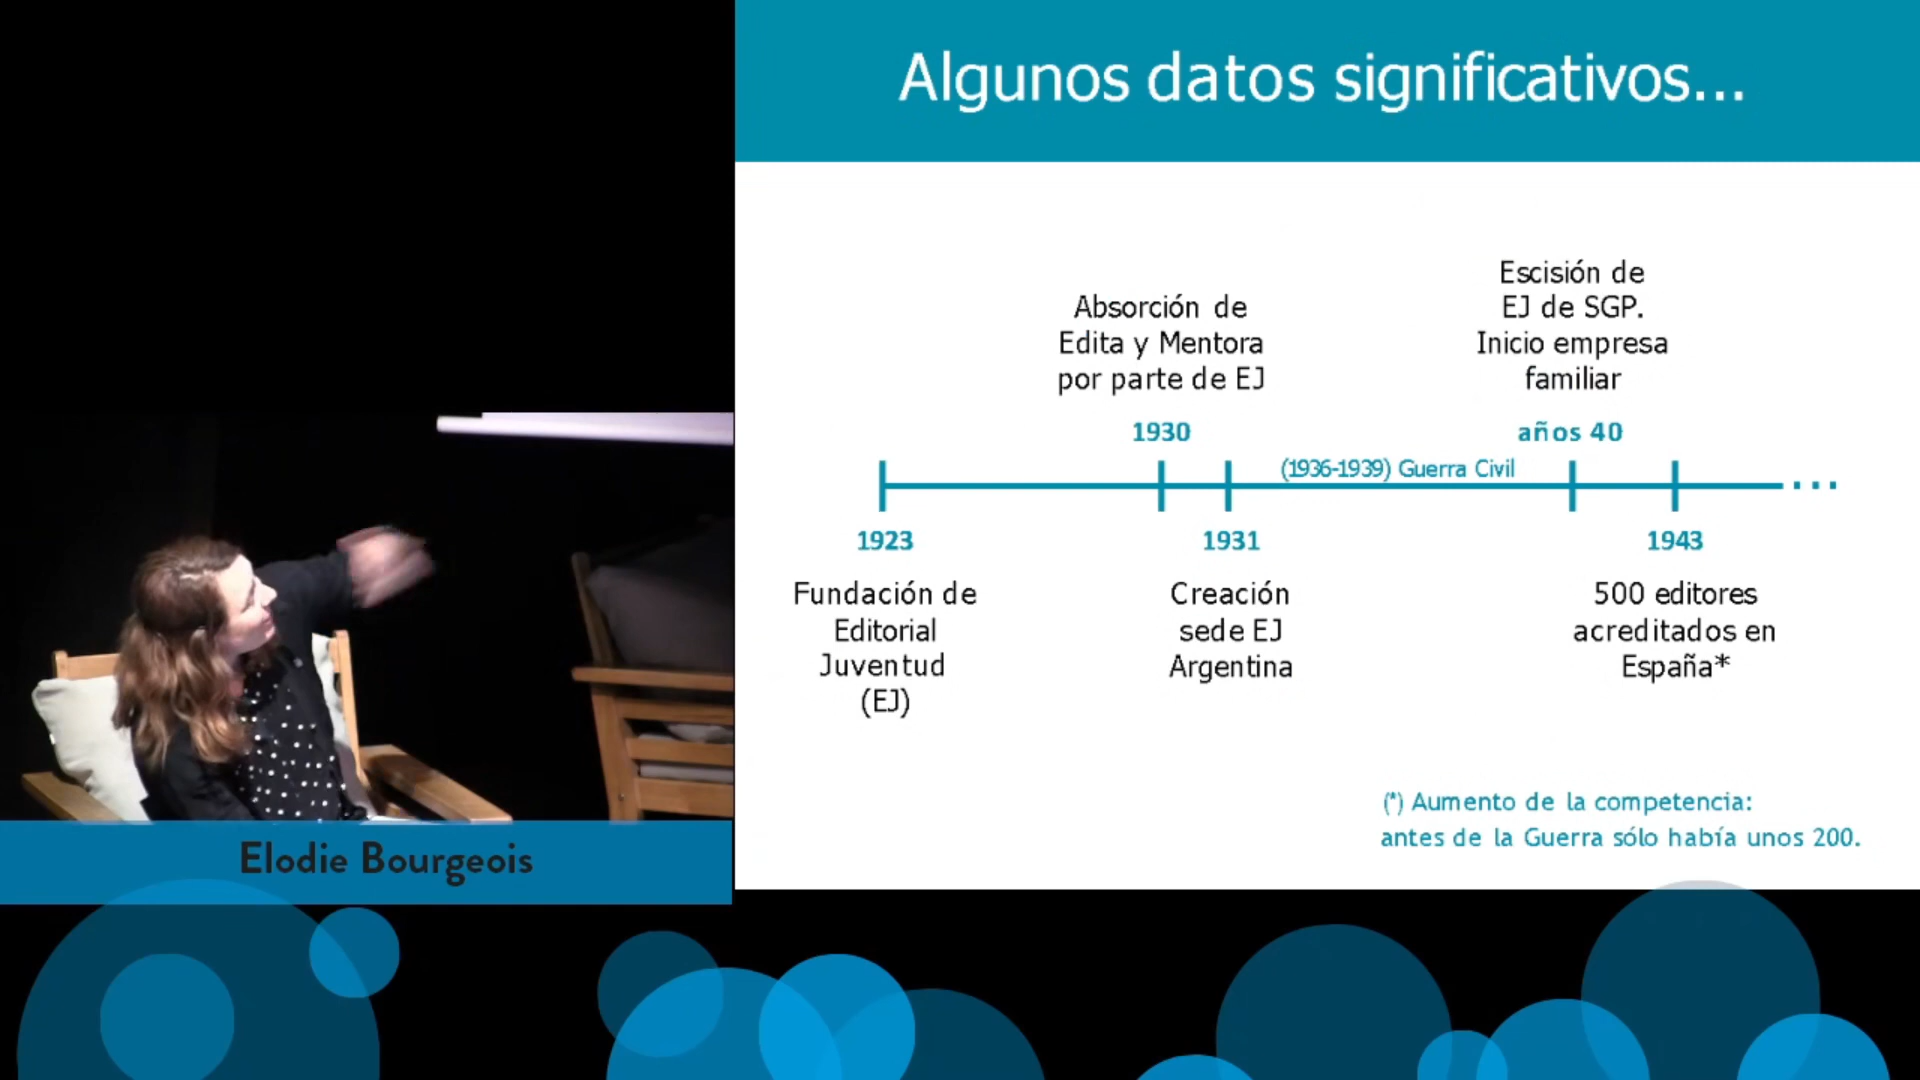 Algunos datos significativos...
Escisión de
EJ de SGP.
Inicio empresa
familiar
Absorción de
Edita y Mentora
por parte de EJ
1930
años 40
(1936-1939) Guerra Civil
...
1923
1931
1943
Fundación de
Editorial
Juventud
(EJ)
Creación
sede EJ
Argentina
500 editores
acreditados en
España*
(*) Aumento de la competencia:
antes de la Guerra sólo había unos 200.
Elodie Bourgeois